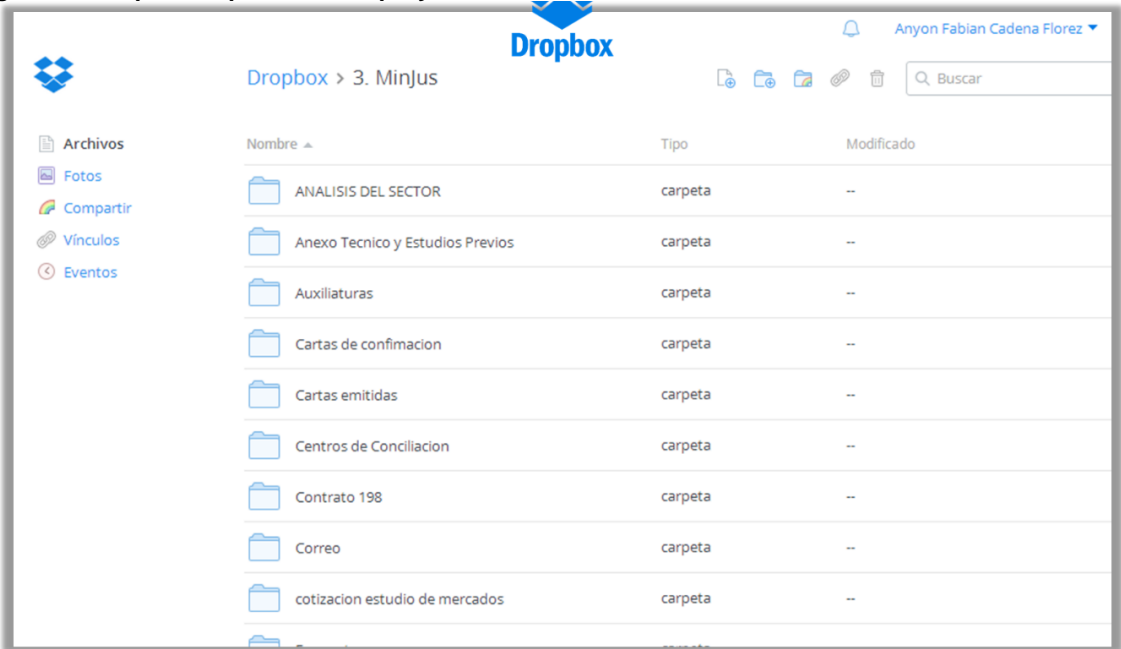 Dropbox
Anyon Fabian Cadena Florez
Dropbox > 3. MinJus
Buscar
Archivos
Fotos
Compartir
Vínculos
Eventos
Nombre Tipo Modificado
ANALISIS DEL SECTOR carpeta --
Anexo Tecnico y Estudios Previos carpeta --
Auxiliaturas carpeta --
Cartas de confimacion carpeta --
Cartas emitidas carpeta --
Centros de Conciliacion carpeta --
Contrato 198 carpeta --
Correo carpeta --
cotizacion estudio de mercados carpeta --